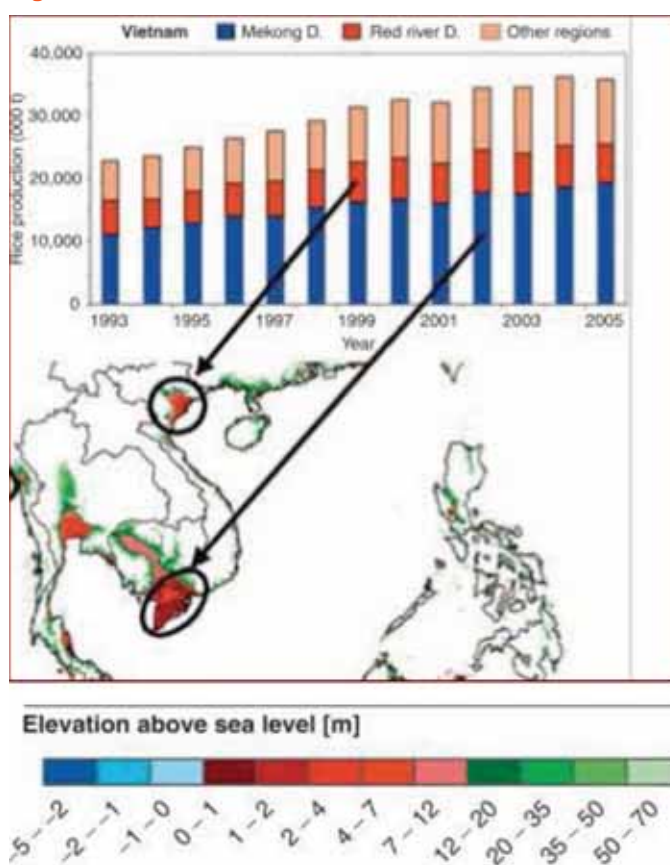 Vietnam Mekong D. Red river D. Other regions
40,000
30,000
20,000
10,000
0
Rice production (000 t)
1993 1995 1997 1999 2001 2003 2005
Year
Elevation above sea level [m]
-5 - -2 -2 - -1 -1 - 0 0 - 1 1 - 2 2 - 4 4 - 7 7 - 12 12 - 20 20 - 35 35 - 50 50 - 70